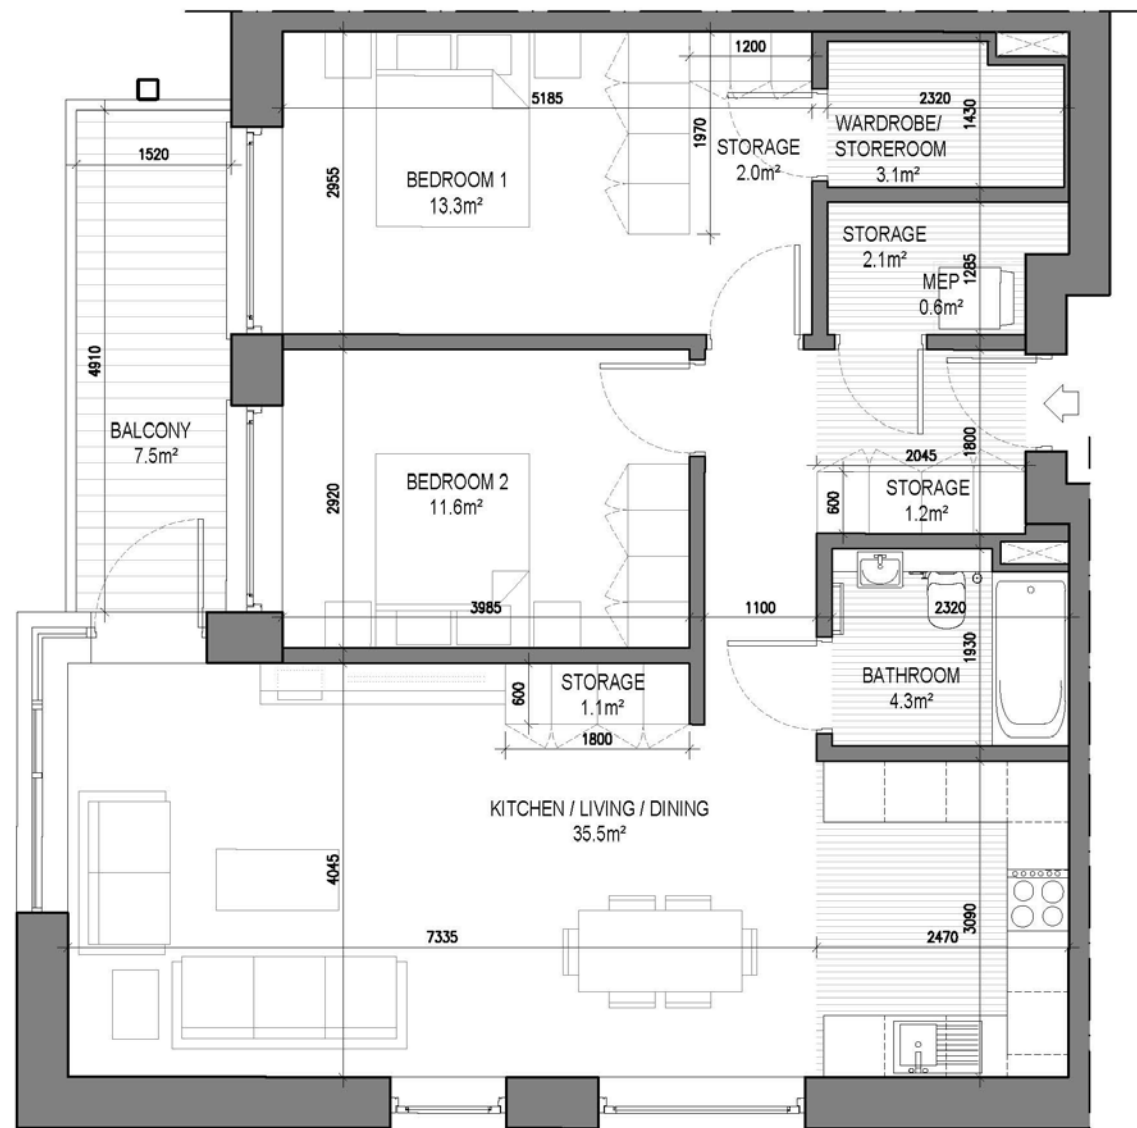 1200
5185
2320
1430
1520
1970
WARDROBE/
STOREROOM
3.1m²
STORAGE
2.0m²
2955
BEDROOM 1
13.3m²
STORAGE
2.1m²
1285
MEP
0.6m²
4910
BALCONY
7.5m²
1800
2045
BEDROOM 2
11.6m²
2920
STORAGE
1.2m²
600
3985
1100
2320
1930
BATHROOM
4.3m²
STORAGE
1.1m²
600
1800
KITCHEN / LIVING / DINING
35.5m²
4045
7335
2470
3090